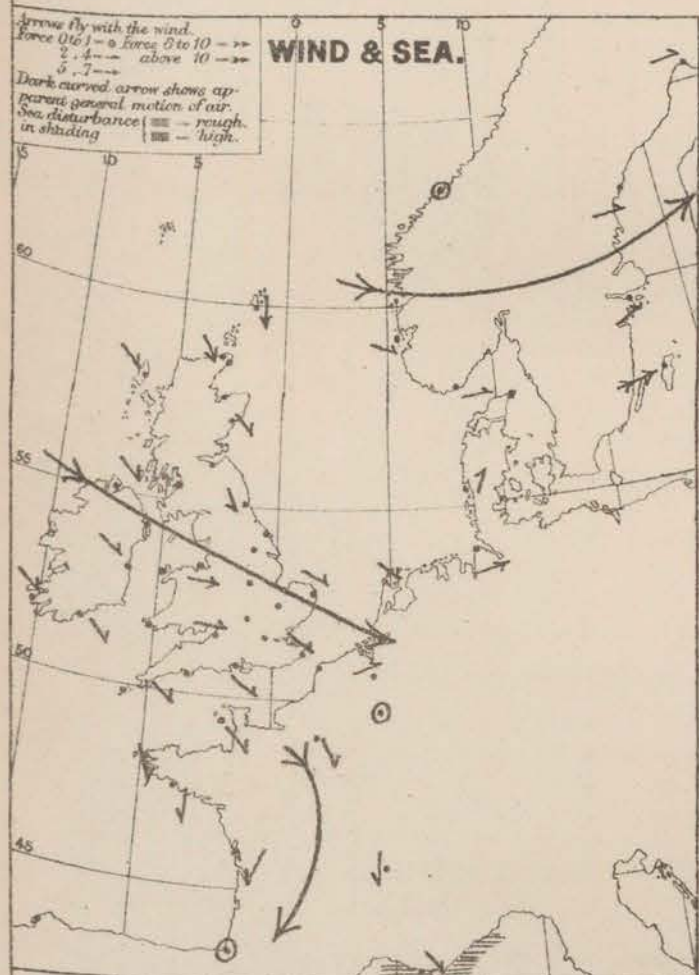 0 5 10
Arrows fly with the wind.
Force 0 to 1 – ⊙ Force 8 to 10 –
2 „ 4 – above 10 –
5 „ 7 –
Dark curved arrow shows ap-
parent general motion of air.
Sea disturbance { – rough.
in shading { – high.
WIND & SEA.
15 10 5
60
55
50
45